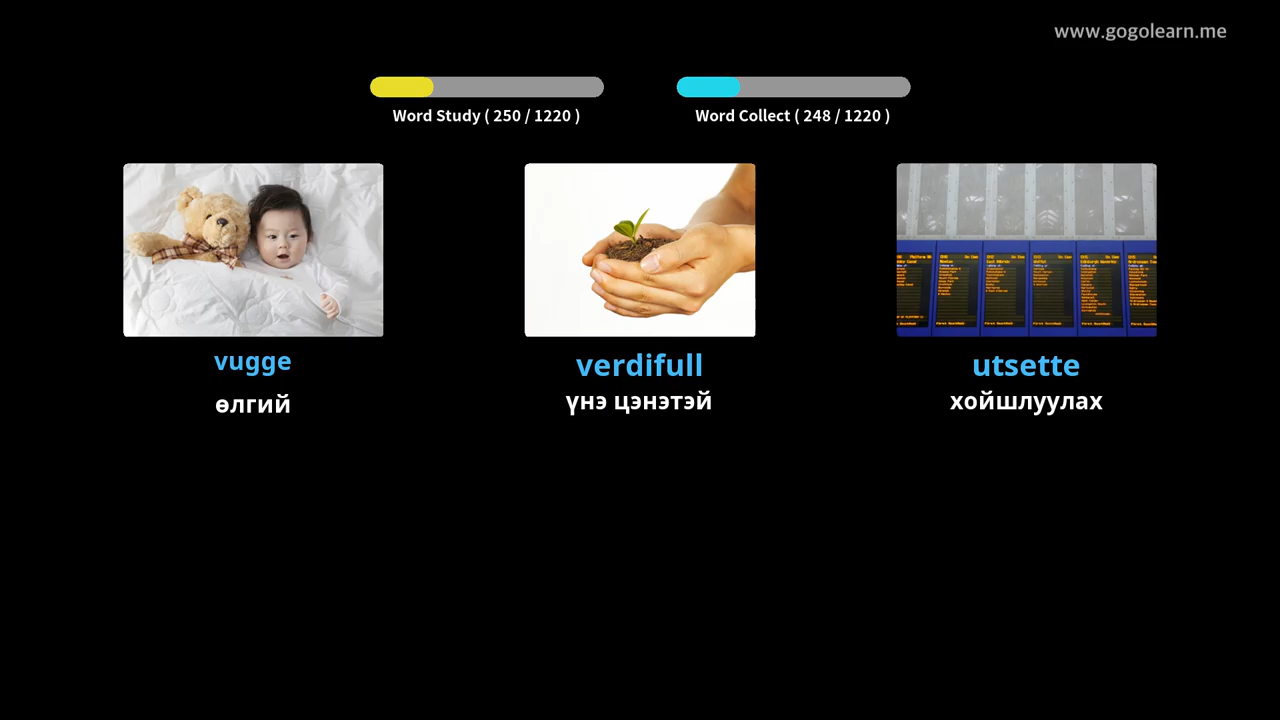 www.gogolearn.me
Word Study ( 250 / 1220 )
Word Collect ( 248 / 1220 )
vugge
verdifull
utsette
өлгий
үнэ цэнэтэй
хойшлуулах